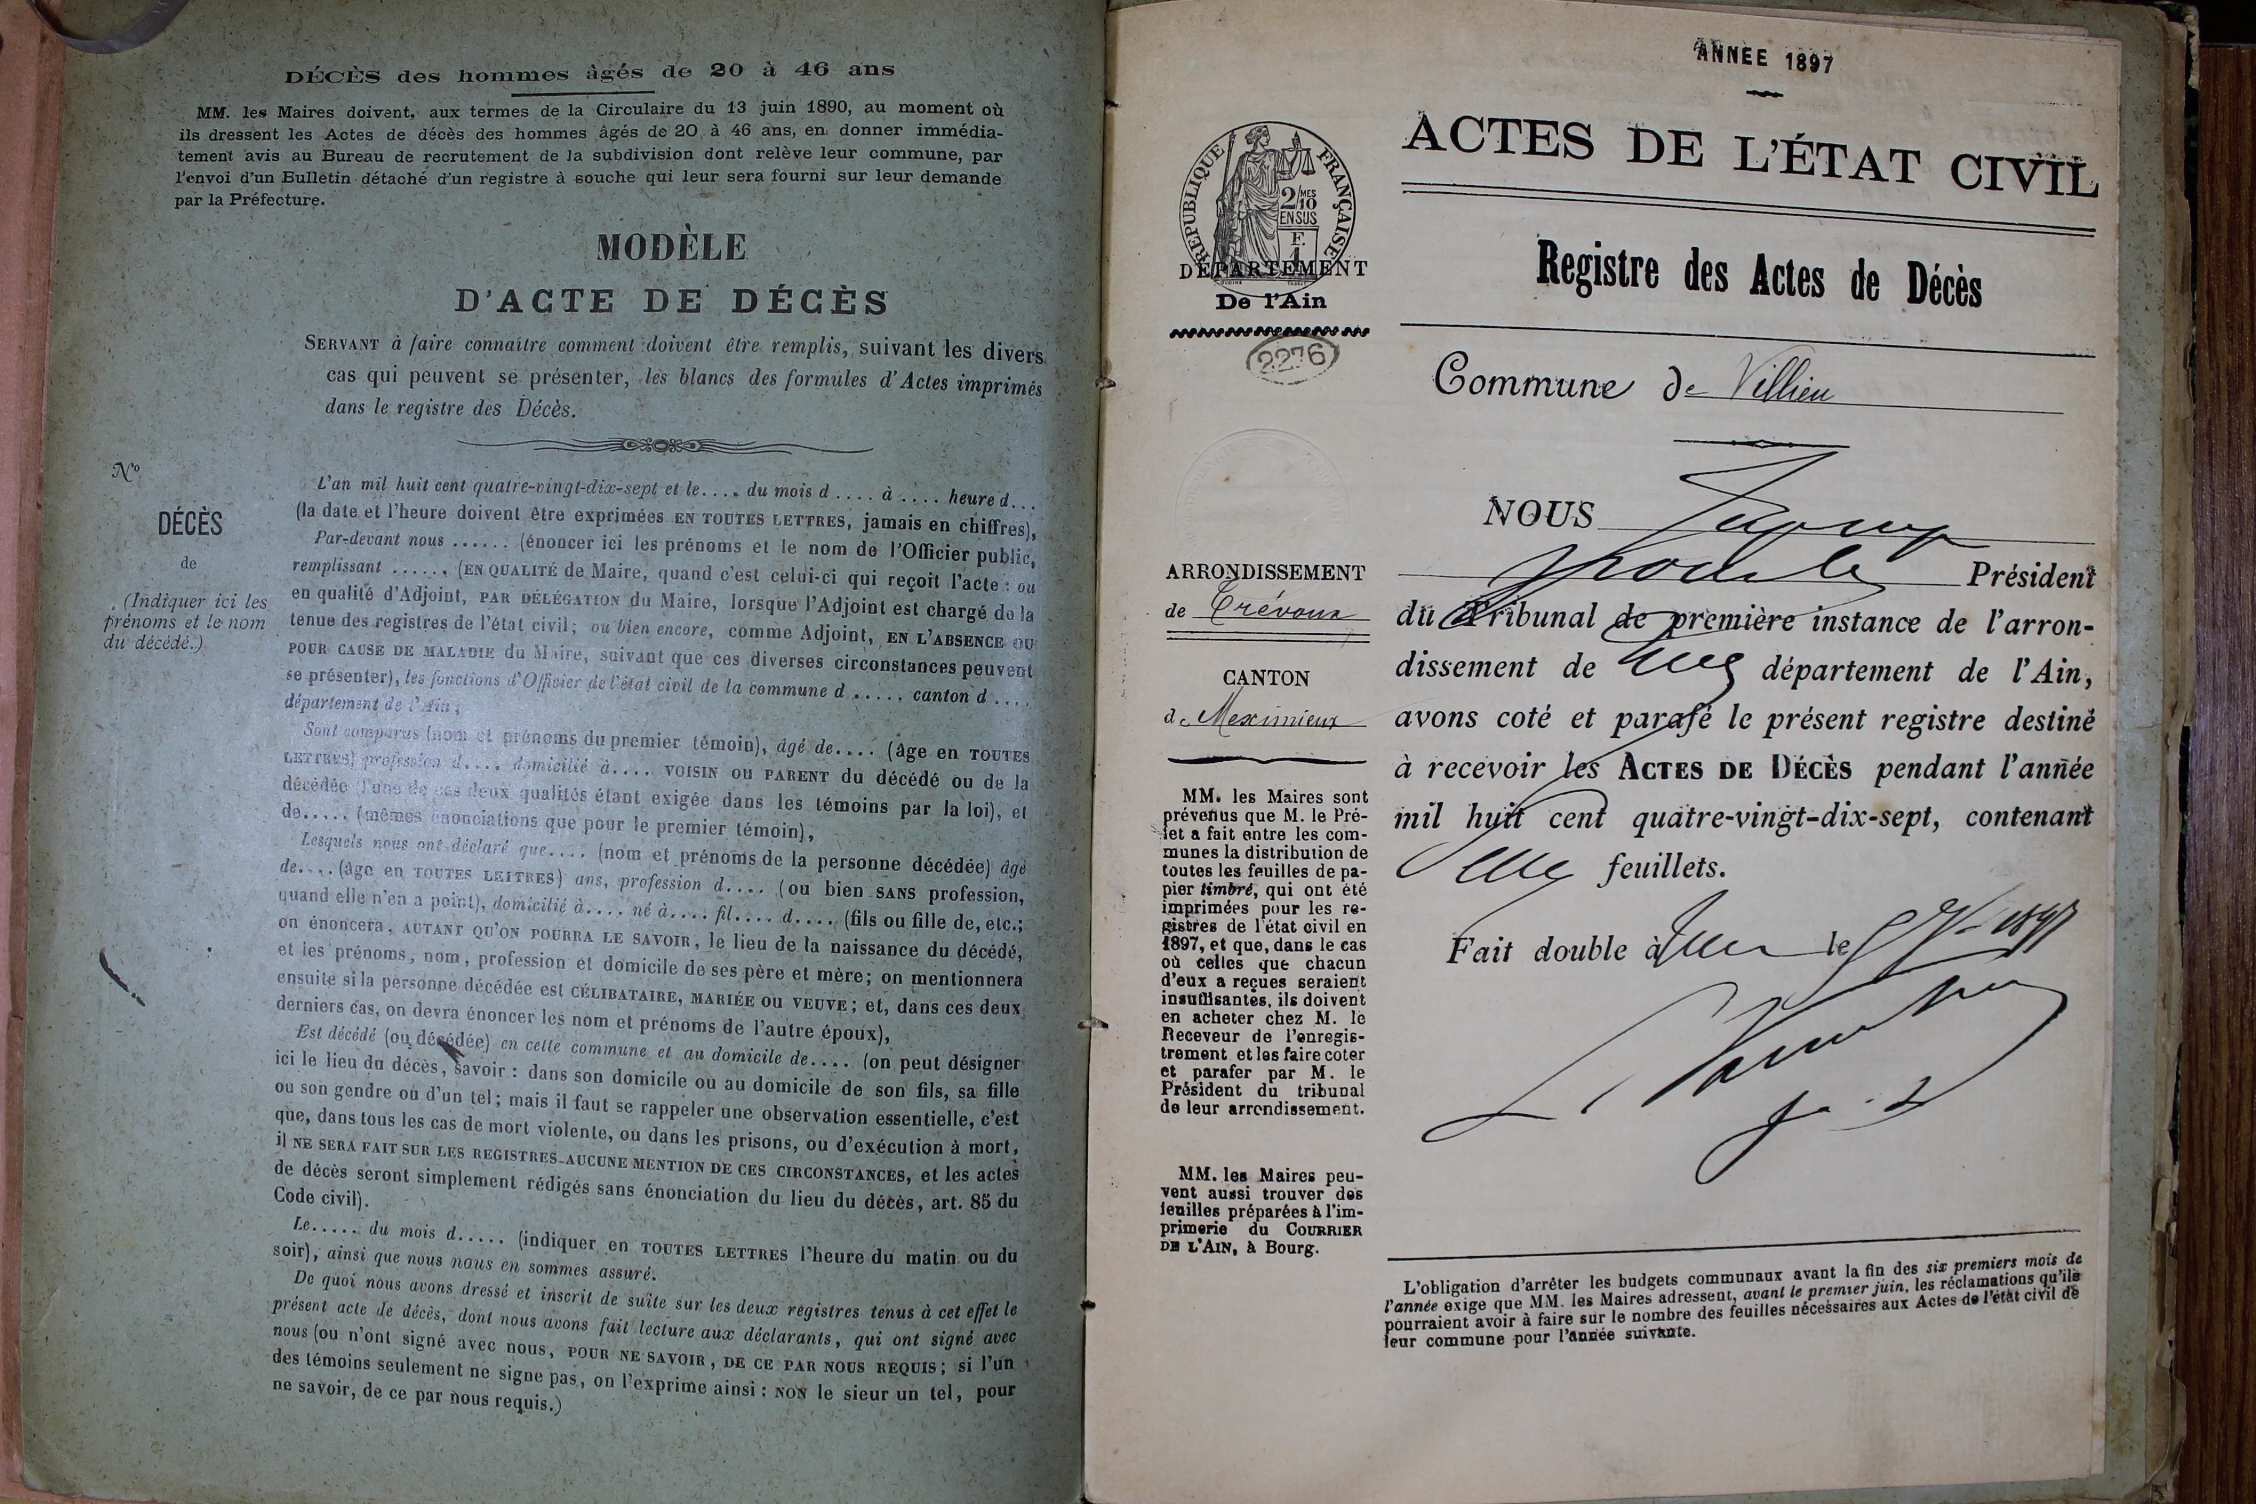 DÉCÈS des hommes âgés de 20 à 46 ans
MM. les Maires doivent, aux termes de la Circulaire du 13 juin 1890, au moment où
ils dressent les Actes de décès des hommes âgés de 20 à 46 ans, en donner immédia-
tement avis au Bureau de recrutement de la subdivision dont relève leur commune, par
l'envoi d'un Bulletin détaché d'un registre à souche qui leur sera fourni sur leur demande
par la Préfecture.
MODÈLE
D'ACTE DE DÉCÈS
SERVANT à faire connaître comment doivent être remplis, suivant les divers
cas qui peuvent se présenter, les blancs des formules d'Actes imprimés
dans le registre des Décès.
N°
DÉCÈS
de
(Indiquer ici les
prénoms et le nom
du décédé.)
L'an mil huit cent quatre-vingt-dix-sept et le.... du mois d .... à .... heure d...
(la date et l'heure doivent être exprimées EN TOUTES LETTRES, jamais en chiffres),
Par-devant nous ...... (énoncer ici les prénoms et le nom de l'Officier public,
remplissant ...... (EN QUALITÉ de Maire, quand c'est celui-ci qui reçoit l'acte : ou
en qualité d'Adjoint, PAR DÉLÉGATION du Maire, lorsque l'Adjoint est chargé de la
tenue des registres de l'état civil; ou bien encore, comme Adjoint, EN L'ABSENCE OU
POUR CAUSE DE MALADIE du Maire, suivant que ces diverses circonstances peuvent
se présenter), les fonctions d'Officier de l'état civil de la commune d ..... canton d ....
département de l'Ain;
Sont comparus (nom et prénoms du premier témoin), âgé de.... (âge en TOUTES
LETTRES) profession d.... domicilié à.... VOISIN OU PARENT du décédé ou de la
décédée (l'une de ces deux qualités étant exigée dans les témoins par la loi), et
de..... (mêmes énonciations que pour le premier témoin),
Lesquels nous ont déclaré que.... (nom et prénoms de la personne décédée) âgé
de.... (âge en TOUTES LETTRES) ans, profession d.... (ou bien SANS profession,
quand elle n'en a point), domicilié à.... né à.... fil.... d.... (fils ou fille de, etc.;
on énoncera, AUTANT QU'ON POURRA LE SAVOIR, le lieu de la naissance du décédé,
et les prénoms, nom, profession et domicile de ses père et mère; on mentionnera
ensuite si la personne décédée est CÉLIBATAIRE, MARIÉE OU VEUVE; et, dans ces deux
derniers cas, on devra énoncer les nom et prénoms de l'autre époux),
Est décédé (ou décédée) en cette commune et au domicile de.... (on peut désigner
ici le lieu du décès, savoir : dans son domicile ou au domicile de son fils, sa fille
ou son gendre ou d'un tel; mais il faut se rappeler une observation essentielle, c'est
que, dans tous les cas de mort violente, ou dans les prisons, ou d'exécution à mort,
il NE SERA FAIT SUR LES REGISTRES AUCUNE MENTION DE CES CIRCONSTANCES, et les actes
de décès seront simplement rédigés sans énonciation du lieu du décès, art. 85 du
Code civil).
Le..... du mois d..... (indiquer en TOUTES LETTRES l'heure du matin ou du
soir), ainsi que nous nous en sommes assuré.
De quoi nous avons dressé et inscrit de suite sur les deux registres tenus à cet effet le
présent acte de décès, dont nous avons fait lecture aux déclarants, qui ont signé avec
nous (ou n'ont signé avec nous, POUR NE SAVOIR, DE CE PAR NOUS REQUIS; si l'un
des témoins seulement ne signe pas, on l'exprime ainsi : NON le sieur un tel, pour
ne savoir, de ce par nous requis.)
ANNÉE 1897
ACTES DE L'ÉTAT CIVIL
Registre des Actes de Décès
RÉPUBLIQUE FRANÇAISE
2/10 MES
EN SUS
F.
1
DÉPARTEMENT
De l'Ain
2276
Commune de Villieu
NOUS
Président
du Tribunal de première instance de l'arron-
dissement de département de l'Ain,
avons coté et parafé le présent registre destiné
à recevoir les ACTES DE DÉCÈS pendant l'année
mil huit cent quatre-vingt-dix-sept, contenant
feuillets.
Fait double à le 1897
ARRONDISSEMENT
de Trévoux
CANTON
de Meximieux
MM. les Maires sont
prévenus que M. le Pré-
fet a fait entre les com-
munes la distribution de
toutes les feuilles de pa-
pier timbré, qui ont été
imprimées pour les re-
gistres de l'état civil en
1897, et que, dans le cas
où celles que chacun
d'eux a reçues seraient
insuffisantes, ils doivent
en acheter chez M. le
Receveur de l'enregis-
trement et les faire coter
et parafer par M. le
Président du tribunal
de leur arrondissement.
MM. les Maires peu-
vent aussi trouver des
feuilles préparées à l'im-
primerie du COURRIER
DE L'AIN, à Bourg.
L'obligation d'arrêter les budgets communaux avant la fin des six premiers mois de
l'année exige que MM. les Maires adressent, avant le premier juin, les réclamations qu'ils
pourraient avoir à faire sur le nombre des feuilles nécessaires aux Actes de l'état civil de
leur commune pour l'année suivante.